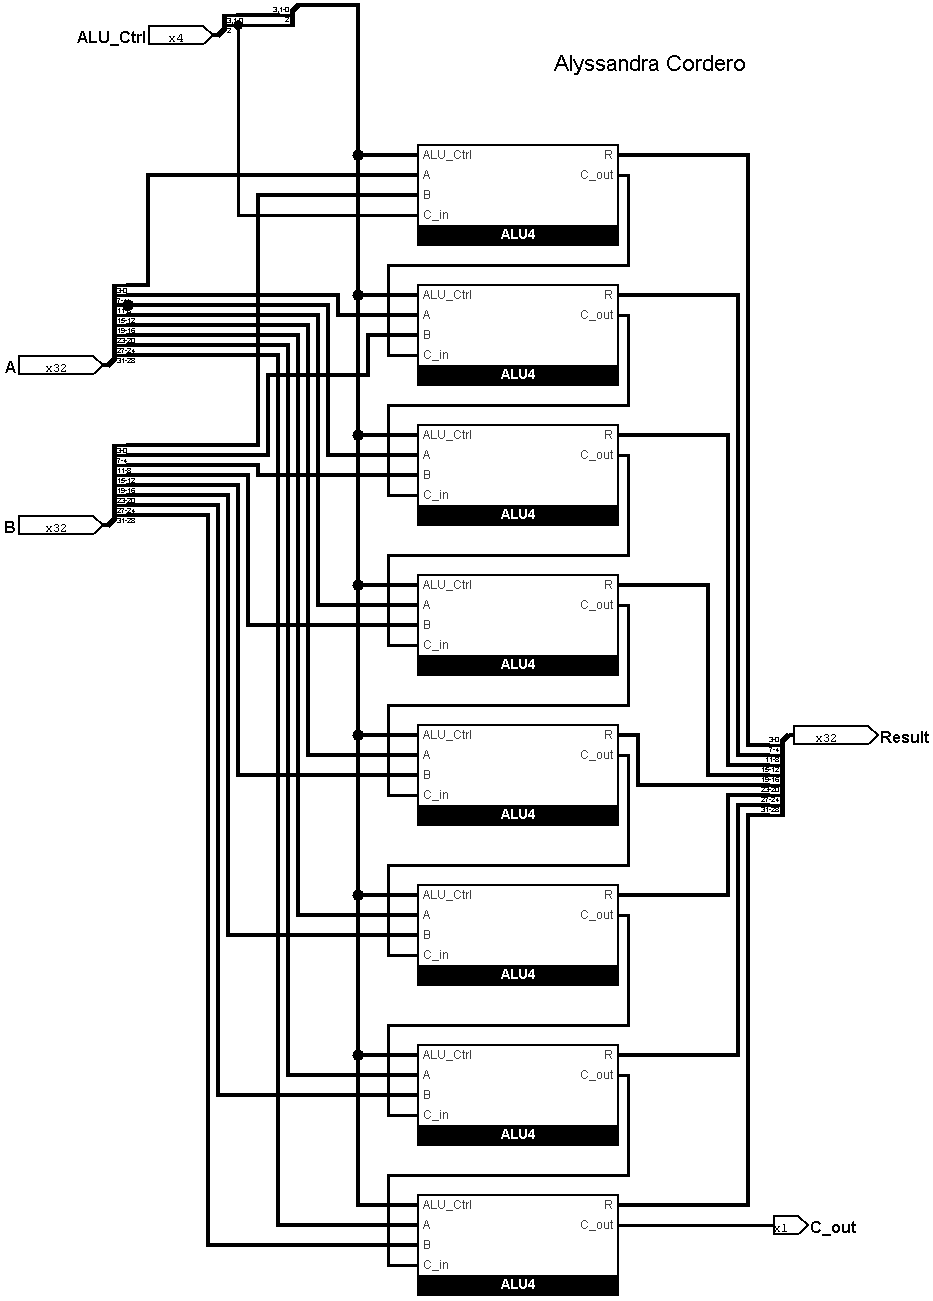 3,1-0
2
3,1-0
2
ALU_Ctrl x4
Alyssandra Cordero
ALU_Ctrl R
A C_out
B
C_in
ALU4
3-0
7-4
11-8
15-12
19-16
23-20
27-24
31-28
A x32
ALU_Ctrl R
A C_out
B
C_in
ALU4
3-0
7-4
11-8
15-12
19-16
23-20
27-24
31-28
B x32
ALU_Ctrl R
A C_out
B
C_in
ALU4
ALU_Ctrl R
A C_out
B
C_in
ALU4
ALU_Ctrl R
A C_out
B
C_in
ALU4
3-0
7-4
11-8
15-12
19-16
23-20
27-24
31-28
x32 Result
ALU_Ctrl R
A C_out
B
C_in
ALU4
ALU_Ctrl R
A C_out
B
C_in
ALU4
ALU_Ctrl R
A C_out
B
C_in
ALU4
x1 C_out